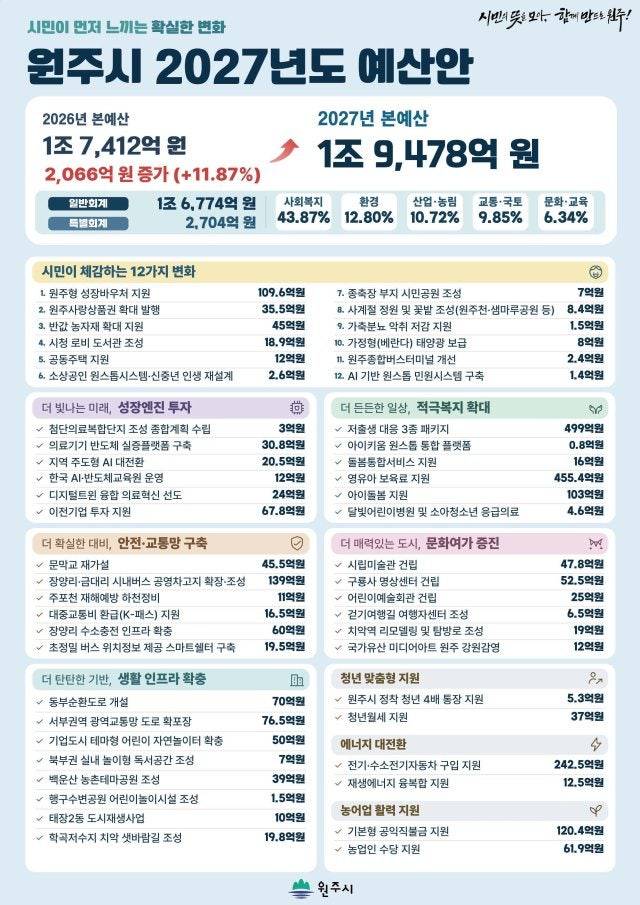 시민의 뜻을 모아, 함께 만드는 원주!
시민이 먼저 느끼는 확실한 변화
원주시 2027년도 예산안
2026년 본예산
1조 7,412억 원
2,066억 원 증가 (+11.87%)
2027년 본예산
1조 9,478억 원
일반회계 1조 6,774억 원
특별회계 2,704억 원
사회복지 43.87%
환경 12.80%
산업·농림 10.72%
교통·국토 9.85%
문화·교육 6.34%
시민이 체감하는 12가지 변화
1. 원주형 성장바우처 지원 109.6억원
2. 원주사랑상품권 확대 발행 35.5억원
3. 반값 농자재 확대 지원 45억원
4. 시청 로비 도서관 조성 18.9억원
5. 공동주택 지원 12억원
6. 소상공인 원스톱시스템·신중년 인생 재설계 2.6억원
7. 종축장 부지 시민공원 조성 7억원
8. 사계절 정원 및 꽃밭 조성(원주천·샘마루공원 등) 8.4억원
9. 가축분뇨 악취 저감 지원 1.5억원
10. 가정형(베란다) 태양광 보급 8억원
11. 원주종합버스터미널 개선 2.4억원
12. AI 기반 원스톱 민원시스템 구축 1.4억원
더 빛나는 미래, 성장엔진 투자
첨단의료복합단지 조성 종합계획 수립 3억원
의료기기 반도체 실증플랫폼 구축 30.8억원
지역 주도형 AI 대전환 20.5억원
한국 AI·반도체교육원 운영 12억원
디지털트윈 융합 의료혁신 선도 24억원
이전기업 투자 지원 67.8억원
더 든든한 일상, 적극복지 확대
저출생 대응 3종 패키지 499억원
아이키움 원스톱 통합 플랫폼 0.8억원
돌봄통합서비스 지원 16억원
영유아 보육료 지원 455.4억원
아이돌봄 지원 103억원
달빛어린이병원 및 소아청소년 응급의료 4.6억원
더 확실한 대비, 안전·교통망 구축
문막교 재가설 45.5억원
장양리·금대리 시내버스 공영차고지 확장·조성 139억원
주포천 재해예방 하천정비 11억원
대중교통비 환급(K-패스) 지원 16.5억원
장양리 수소충전 인프라 확충 60억원
초정밀 버스 위치정보 제공 스마트쉘터 구축 19.5억원
더 매력있는 도시, 문화여가 증진
시립미술관 건립 47.8억원
구룡사 명상센터 건립 52.5억원
어린이예술회관 건립 25억원
걷기여행길 여행자센터 조성 6.5억원
치악역 리모델링 및 탐방로 조성 19억원
국가유산 미디어아트 원주 강원감영 12억원
더 탄탄한 기반, 생활 인프라 확충
동부순환도로 개설 70억원
서부권역 광역교통망 도로 확포장 76.5억원
기업도시 테마형 어린이 자연놀이터 확충 50억원
북부권 실내 놀이형 독서공간 조성 7억원
백운산 농촌테마공원 조성 39억원
행구수변공원 어린이놀이시설 조성 1.5억원
태장2동 도시재생사업 10억원
학곡저수지 치악 샛바람길 조성 19.8억원
청년 맞춤형 지원
원주시 정착 청년 4배 통장 지원 5.3억원
청년월세 지원 37억원
에너지 대전환
전기·수소전기자동차 구입 지원 242.5억원
재생에너지 융복합 지원 12.5억원
농어업 활력 지원
기본형 공익직불금 지원 120.4억원
농업인 수당 지원 61.9억원
원주시